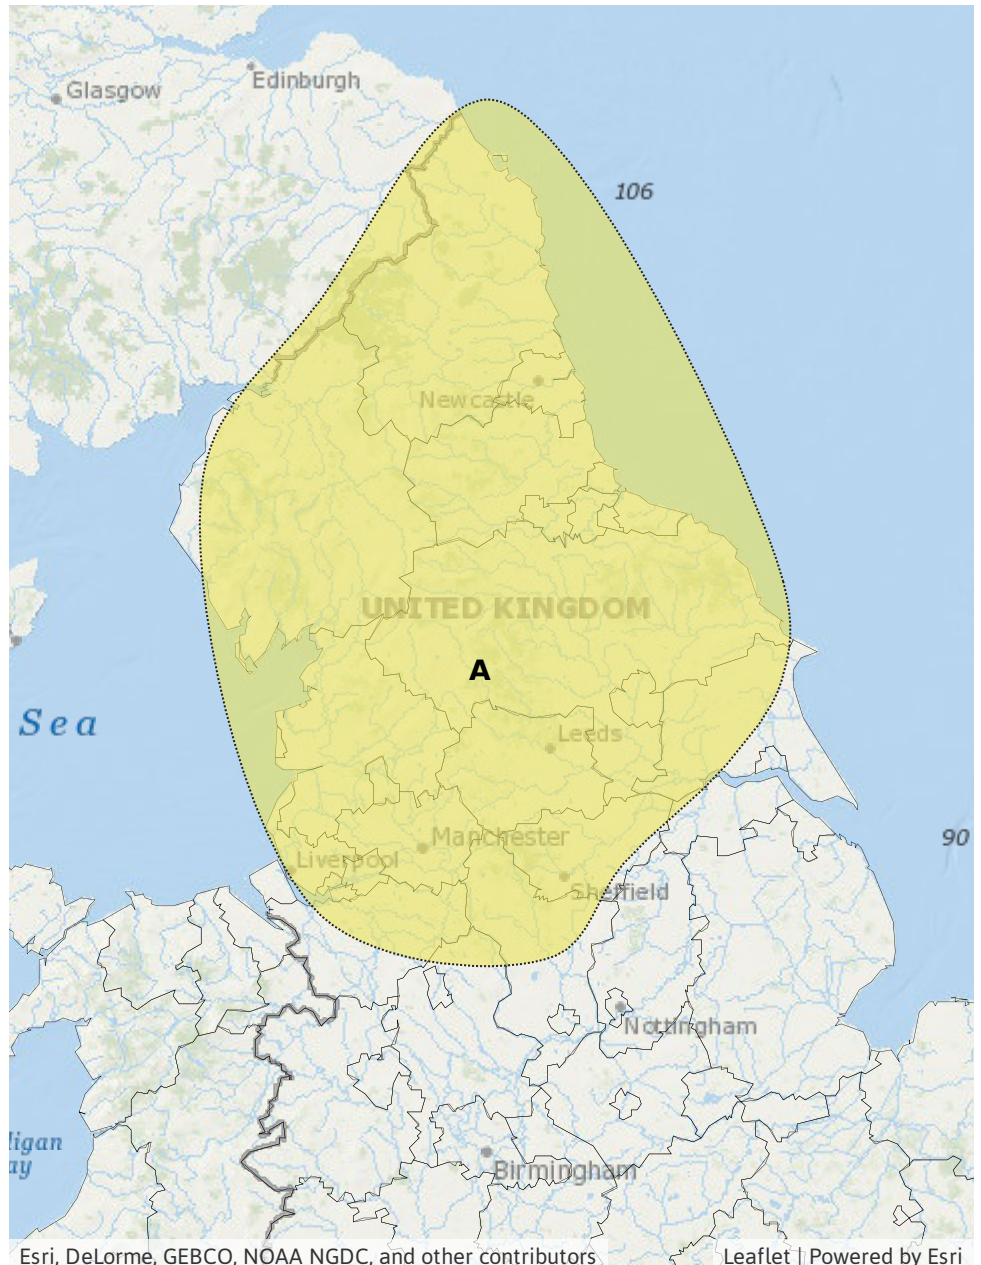 Edinburgh
Glasgow
106
Newcastle
UNITED KINGDOM
A
Sea
Leeds
Manchester
90
Liverpool
Sheffield
Nottingham
digan
ay
Birmingham
Esri, DeLorme, GEBCO, NOAA NGDC, and other contributors
Leaflet | Powered by Esri